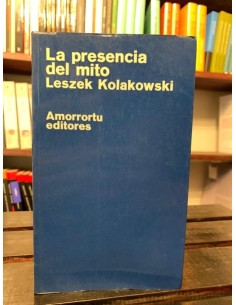 La presencia
del mito
Leszek Kolakowski
Amorrortu
editores